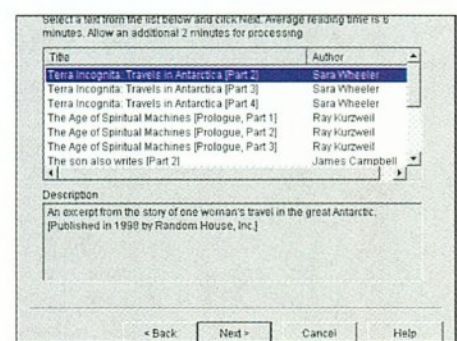 Select a text from the list below and click Next. Average reading time is 6
minutes. Allow an additional 2 minutes for processing.
Title Author
Terra Incognita: Travels in Antarctica [Part 2] Sara Wheeler
Terra Incognita: Travels in Antarctica [Part 3] Sara Wheeler
Terra Incognita: Travels in Antarctica [Part 4] Sara Wheeler
The Age of Spiritual Machines [Prologue, Part 1] Ray Kurzweil
The Age of Spiritual Machines [Prologue, Part 2] Ray Kurzweil
The Age of Spiritual Machines [Prologue, Part 3] Ray Kurzweil
The son also writes [Part 2] James Campbell
Description
An excerpt from the story of one woman's travel in the great Antarctic.
[Published in 1998 by Random House, Inc.]
< Back Next > Cancel Help